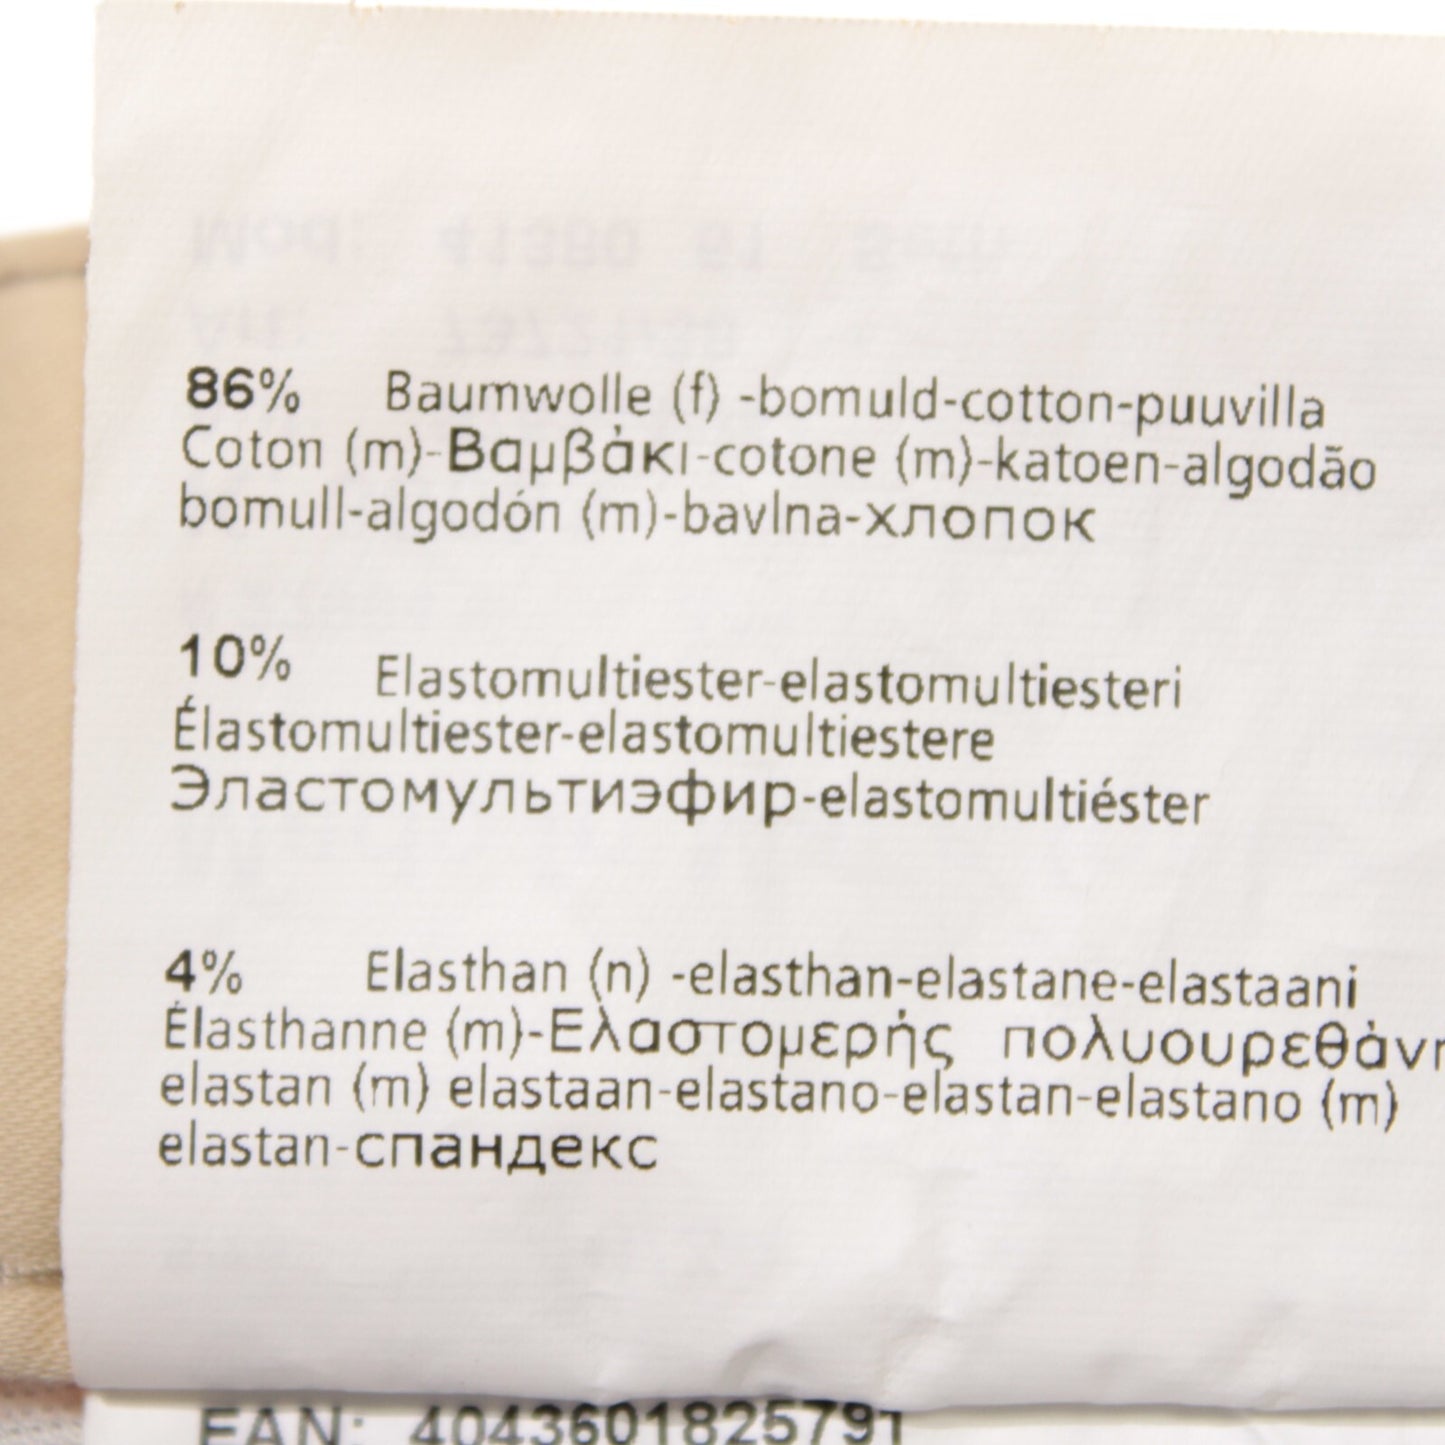 86% Baumwolle (f) -bomuld-cotton-puuvilla
Coton (m)-Βαμβάκι-cotone (m)-katoen-algodão
bomull-algodón (m)-bavlna-хлопок
10% Elastomultiester-elastomultiesteri
Élastomultiester-elastomultiestere
Эластомультиэфир-elastomultiéster
4% Elasthan (n) -elasthan-elastane-elastaani
Élasthanne (m)-Ελαστομερής πολυουρεθάνη
elastan (m) elastaan-elastano-elastan-elastano (m)
elastan-спандекс
EAN: 4043601825791